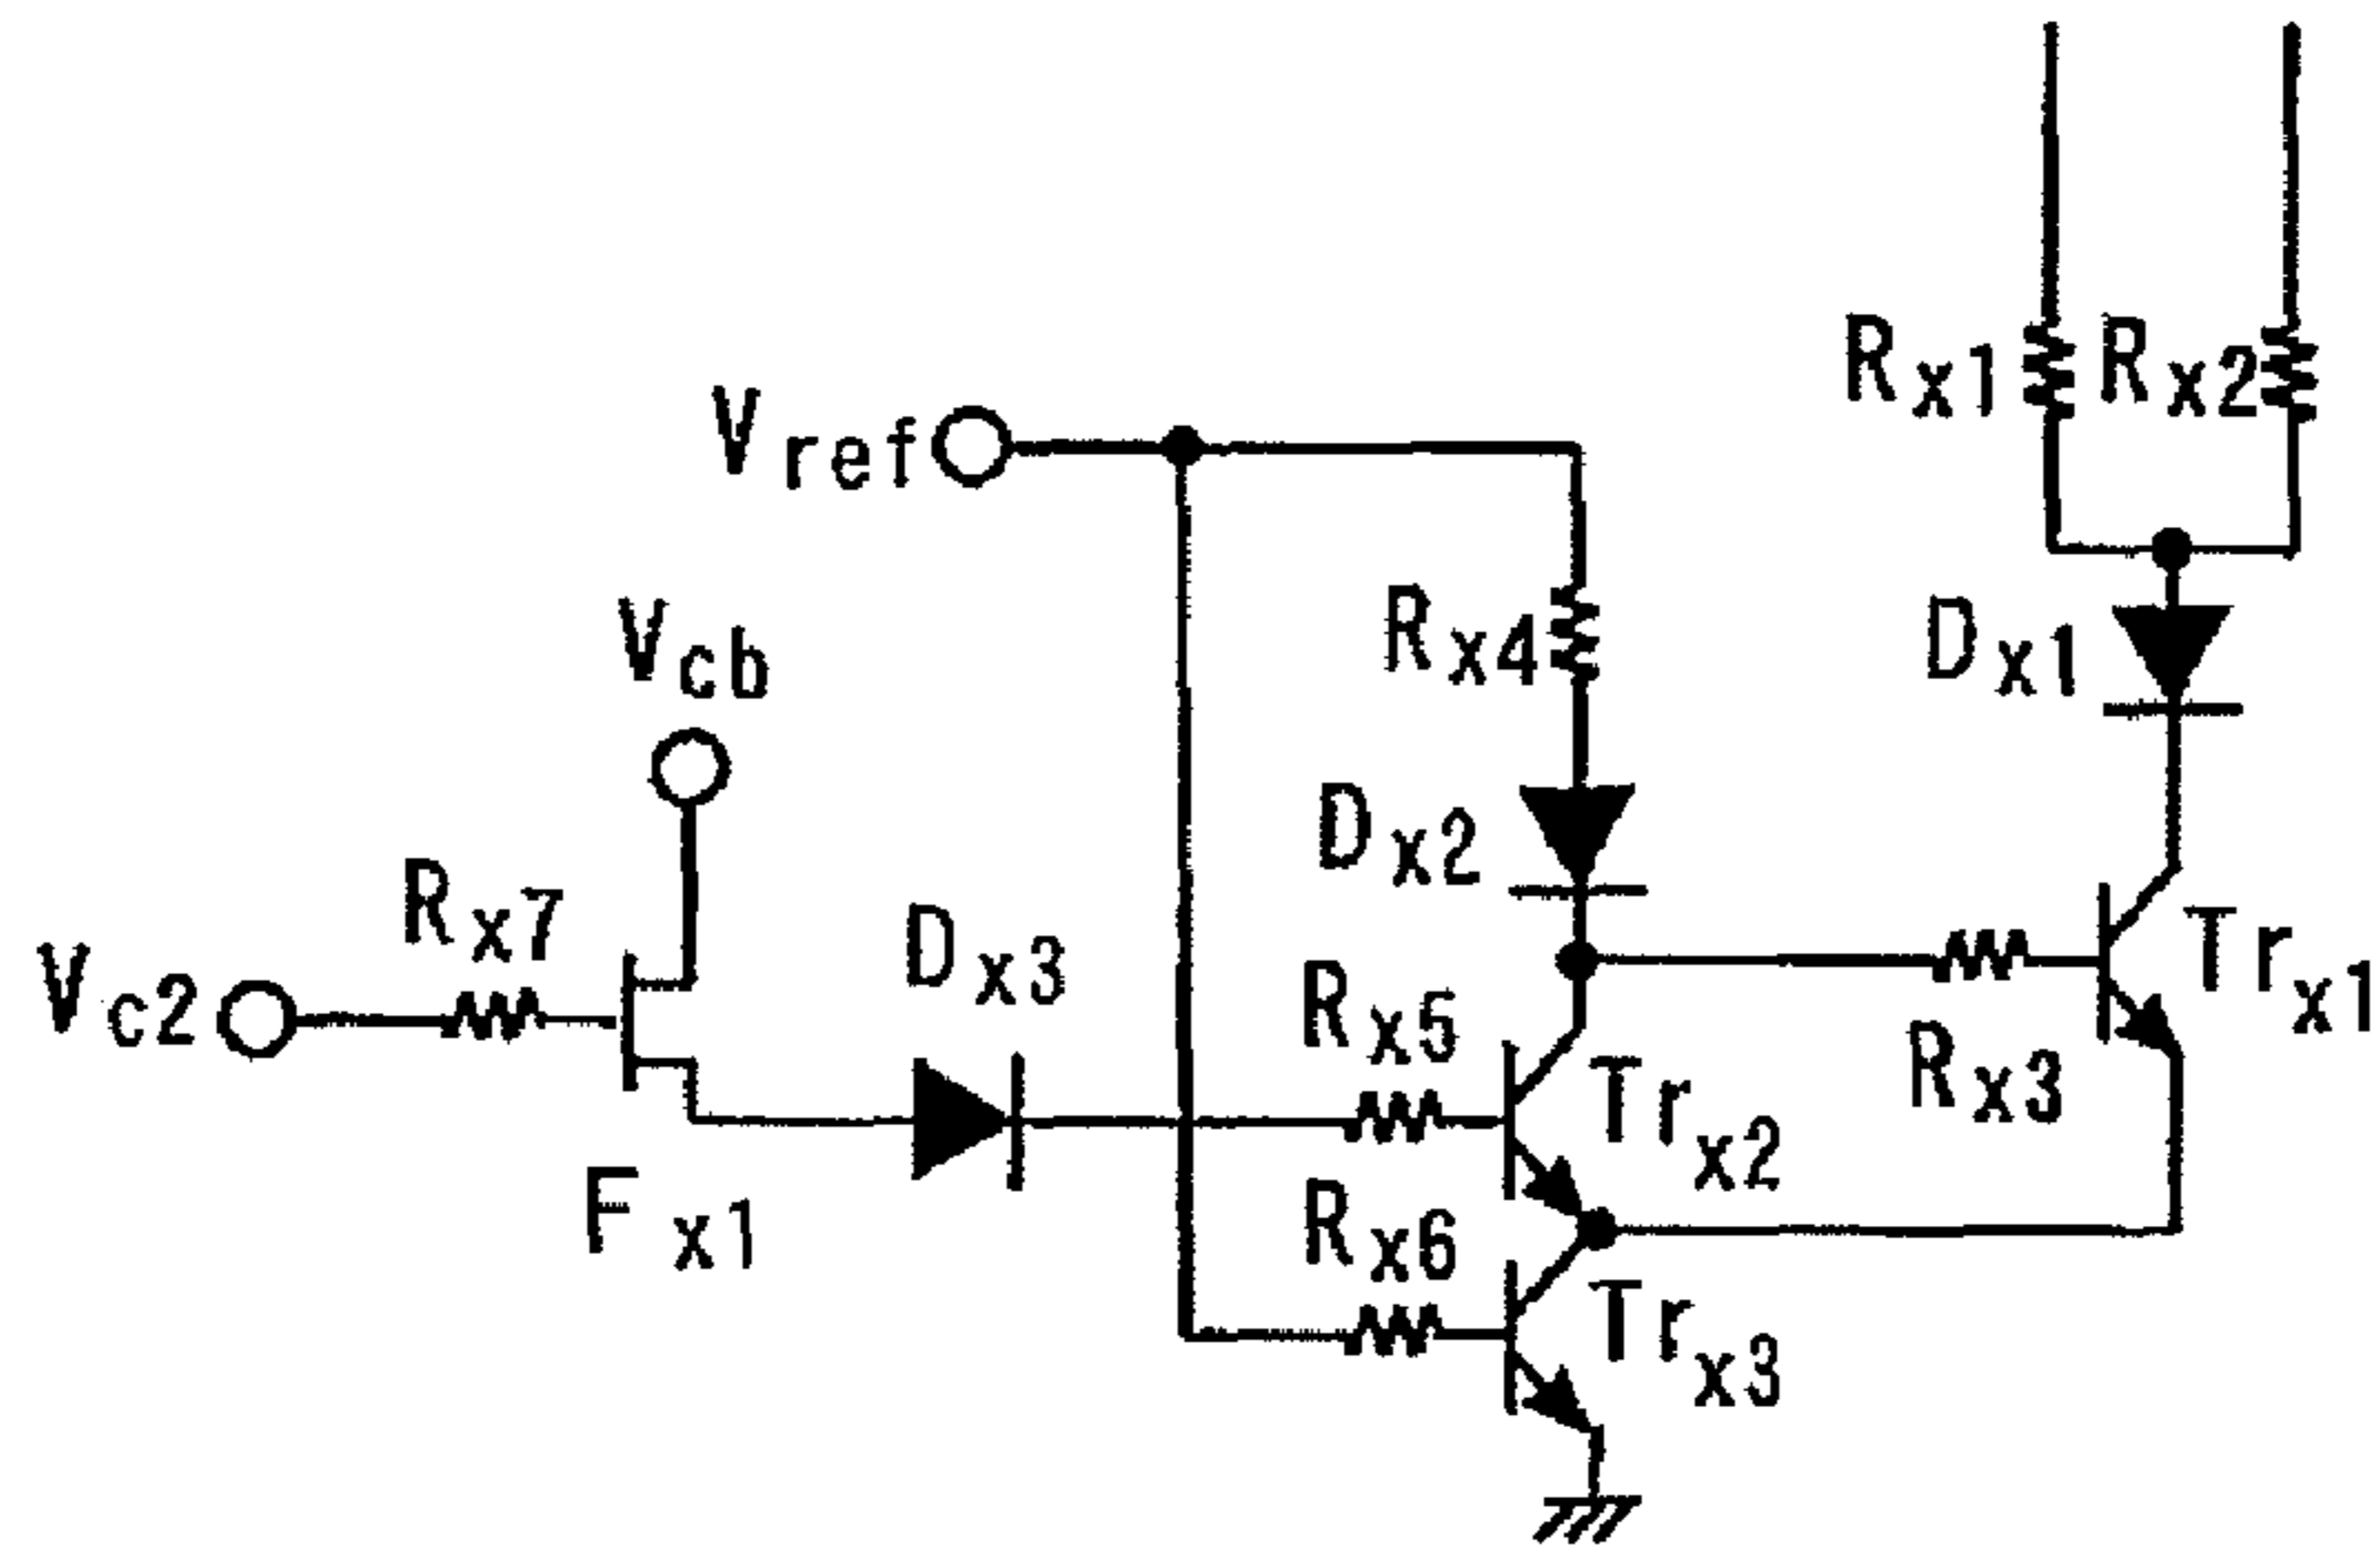 Rx1
Rx2
Vref
Vcb
Rx4
Dx1
Dx2
Rx7
Dx3
Vc2
Trx1
Rx5
Rx3
Trx2
Fx1
Rx6
Trx3